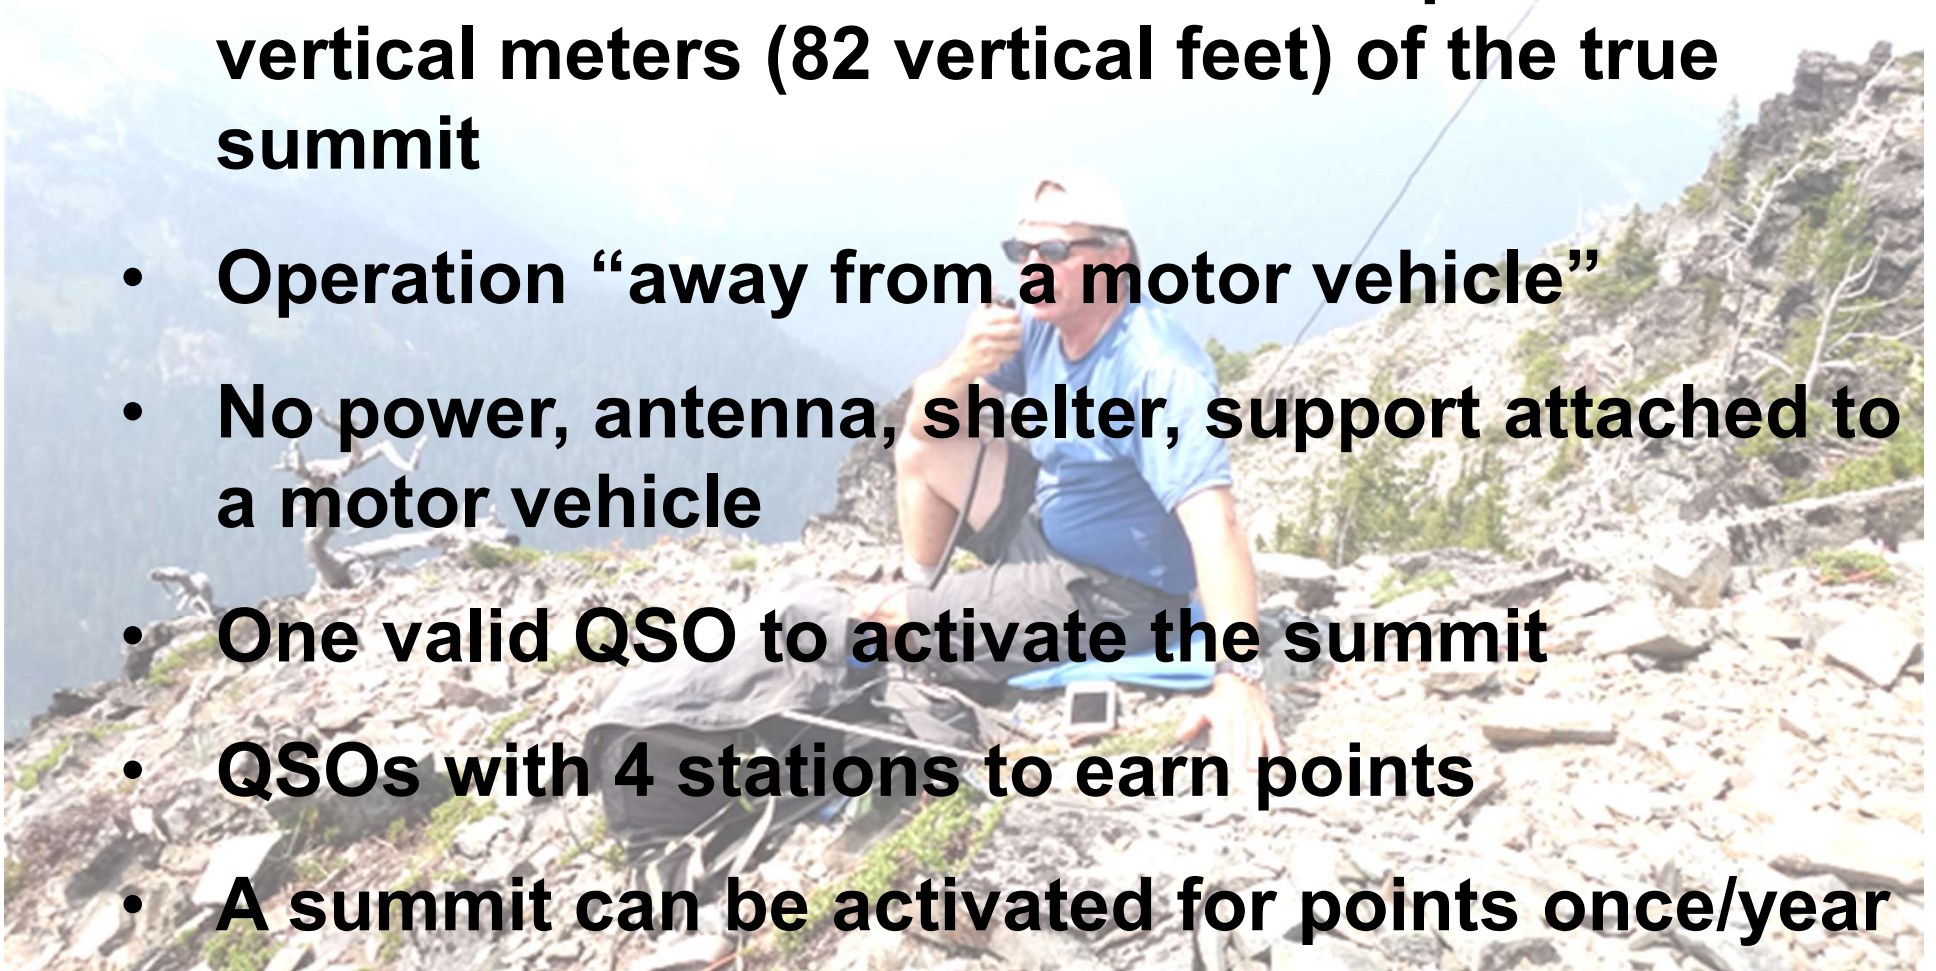 vertical meters (82 vertical feet) of the true
summit
• Operation “away from a motor vehicle”
• No power, antenna, shelter, support attached to
a motor vehicle
• One valid QSO to activate the summit
• QSOs with 4 stations to earn points
• A summit can be activated for points once/year